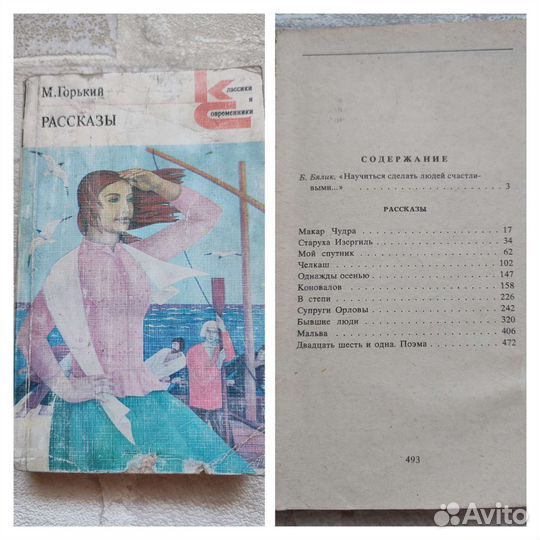 М. Горький
РАССКАЗЫ
Классики и
Современники
СОДЕРЖАНИЕ
Б. Бялик. «Научиться сделать людей счастли-
выми...» . . . . . . . . . . . . . . . . 3
РАССКАЗЫ
Макар Чудра . . . . . . . . . . . . . . 17
Старуха Изергиль . . . . . . . . . . . . 34
Мой спутник . . . . . . . . . . . . . . 62
Челкаш . . . . . . . . . . . . . . . . 102
Однажды осенью . . . . . . . . . . . . 147
Коновалов . . . . . . . . . . . . . . . 158
В степи . . . . . . . . . . . . . . . . 226
Супруги Орловы . . . . . . . . . . . . 242
Бывшие люди . . . . . . . . . . . . . 320
Мальва . . . . . . . . . . . . . . . . 406
Двадцать шесть и одна. Поэма . . . . . . 472
493
Avito